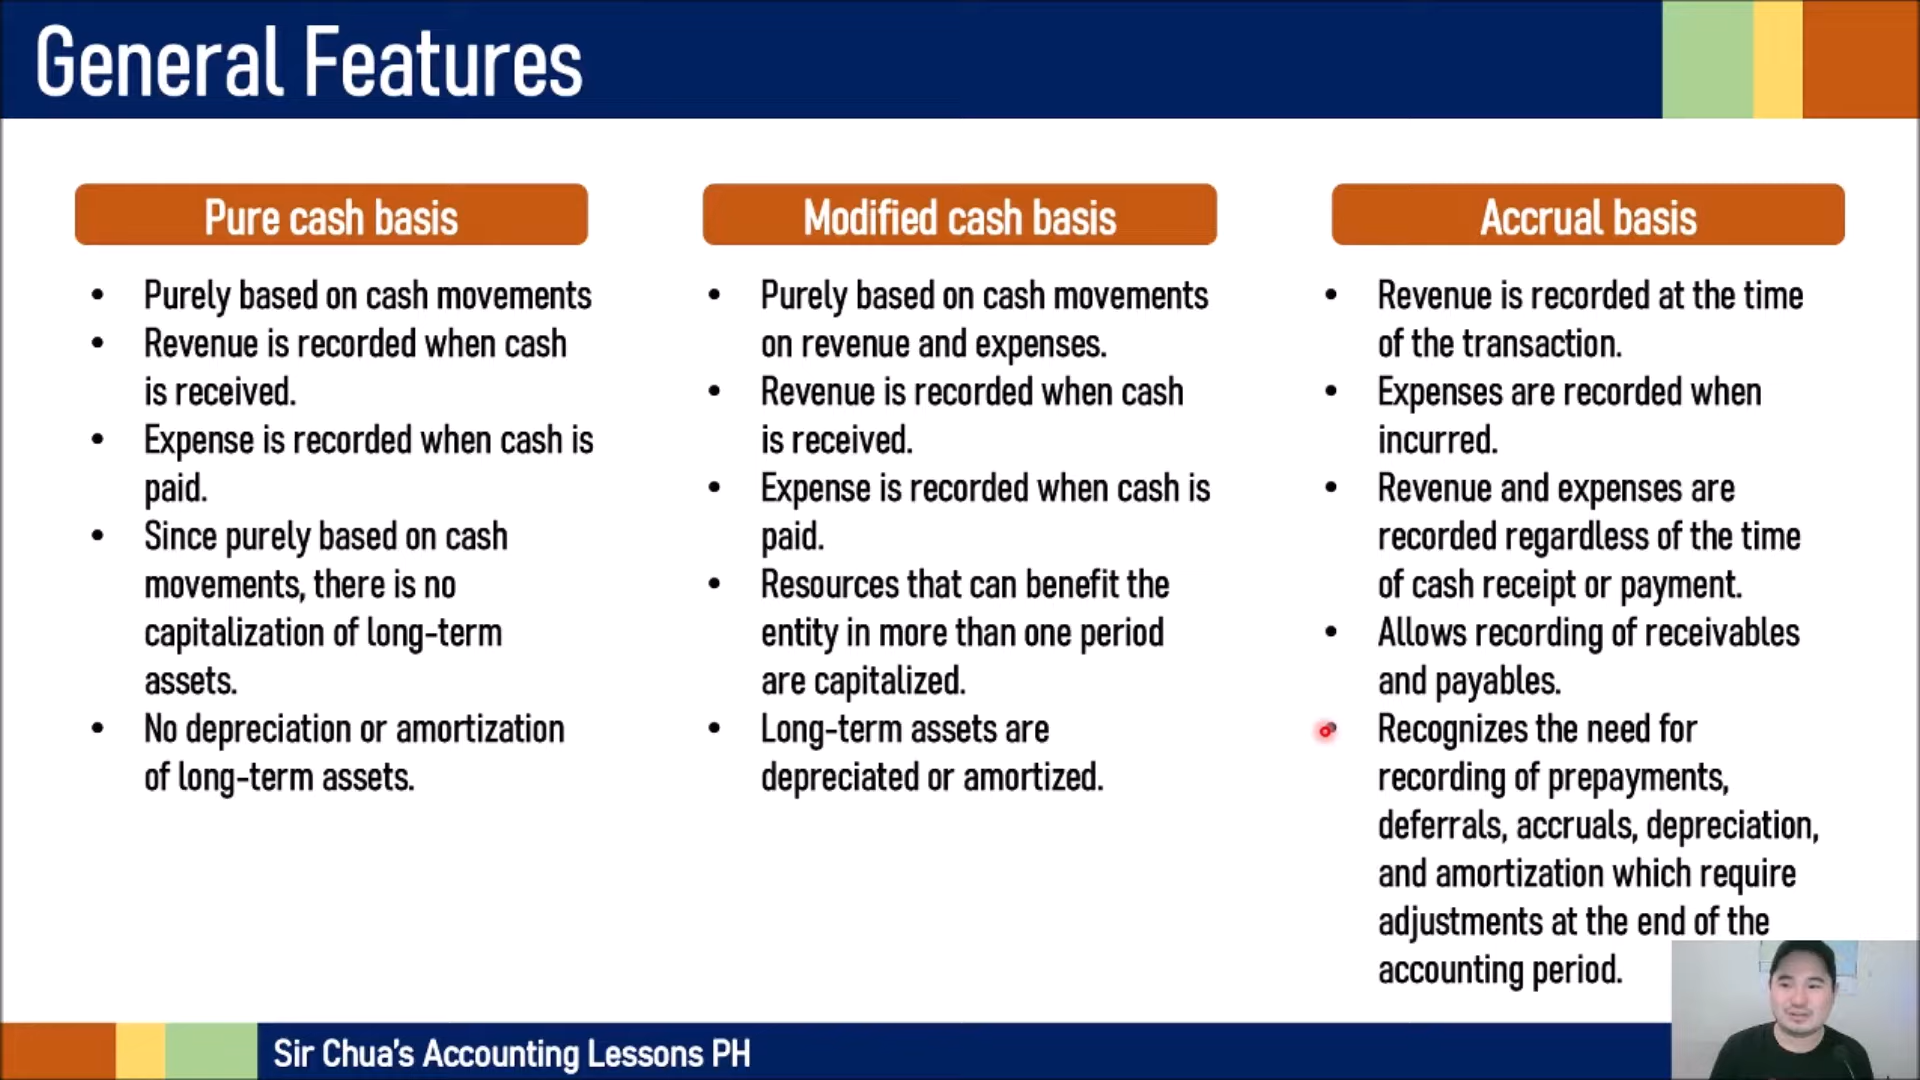 General Features
Pure cash basis
• Purely based on cash movements
• Revenue is recorded when cash
is received.
• Expense is recorded when cash is
paid.
• Since purely based on cash
movements, there is no
capitalization of long-term
assets.
• No depreciation or amortization
of long-term assets.
Modified cash basis
• Purely based on cash movements
on revenue and expenses.
• Revenue is recorded when cash
is received.
• Expense is recorded when cash is
paid.
• Resources that can benefit the
entity in more than one period
are capitalized.
• Long-term assets are
depreciated or amortized.
Accrual basis
• Revenue is recorded at the time
of the transaction.
• Expenses are recorded when
incurred.
• Revenue and expenses are
recorded regardless of the time
of cash receipt or payment.
• Allows recording of receivables
and payables.
• Recognizes the need for
recording of prepayments,
deferrals, accruals, depreciation,
and amortization which require
adjustments at the end of the
accounting period.
Sir Chua's Accounting Lessons PH